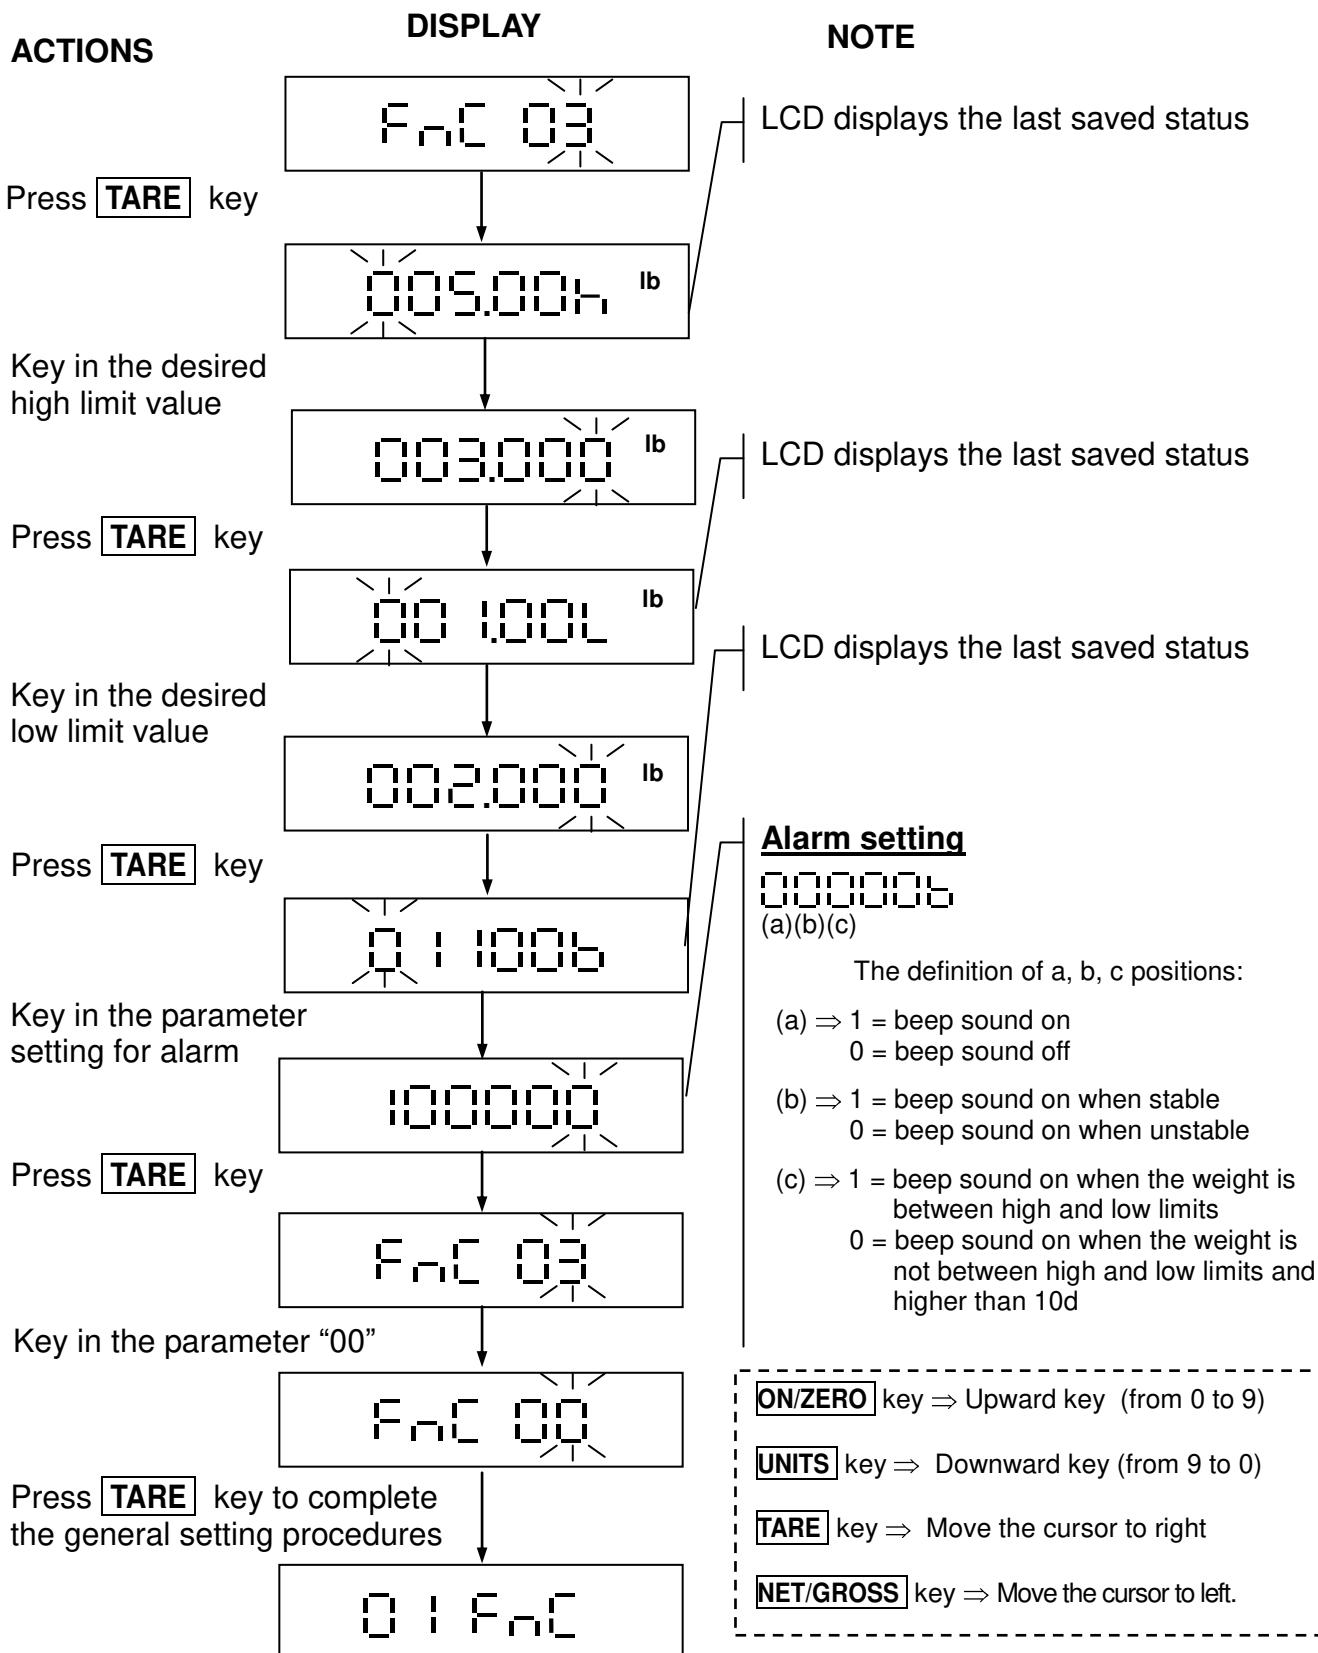 ACTIONS
DISPLAY
NOTE
FnC 03
LCD displays the last saved status
Press TARE key
005.00h lb
Key in the desired
high limit value
003.000 lb
LCD displays the last saved status
Press TARE key
001.00L lb
LCD displays the last saved status
Key in the desired
low limit value
002.000 lb
Press TARE key
01100b
Key in the parameter
setting for alarm
100000
Press TARE key
FnC 03
Key in the parameter “00”
FnC 00
Press TARE key to complete
the general setting procedures
01 FnC
Alarm setting
00000b
(a)(b)(c)
The definition of a, b, c positions:
(a) ⇒ 1 = beep sound on
0 = beep sound off
(b) ⇒ 1 = beep sound on when stable
0 = beep sound on when unstable
(c) ⇒ 1 = beep sound on when the weight is
between high and low limits
0 = beep sound on when the weight is
not between high and low limits and
higher than 10d
ON/ZERO key ⇒ Upward key (from 0 to 9)
UNITS key ⇒ Downward key (from 9 to 0)
TARE key ⇒ Move the cursor to right
NET/GROSS key ⇒ Move the cursor to left.